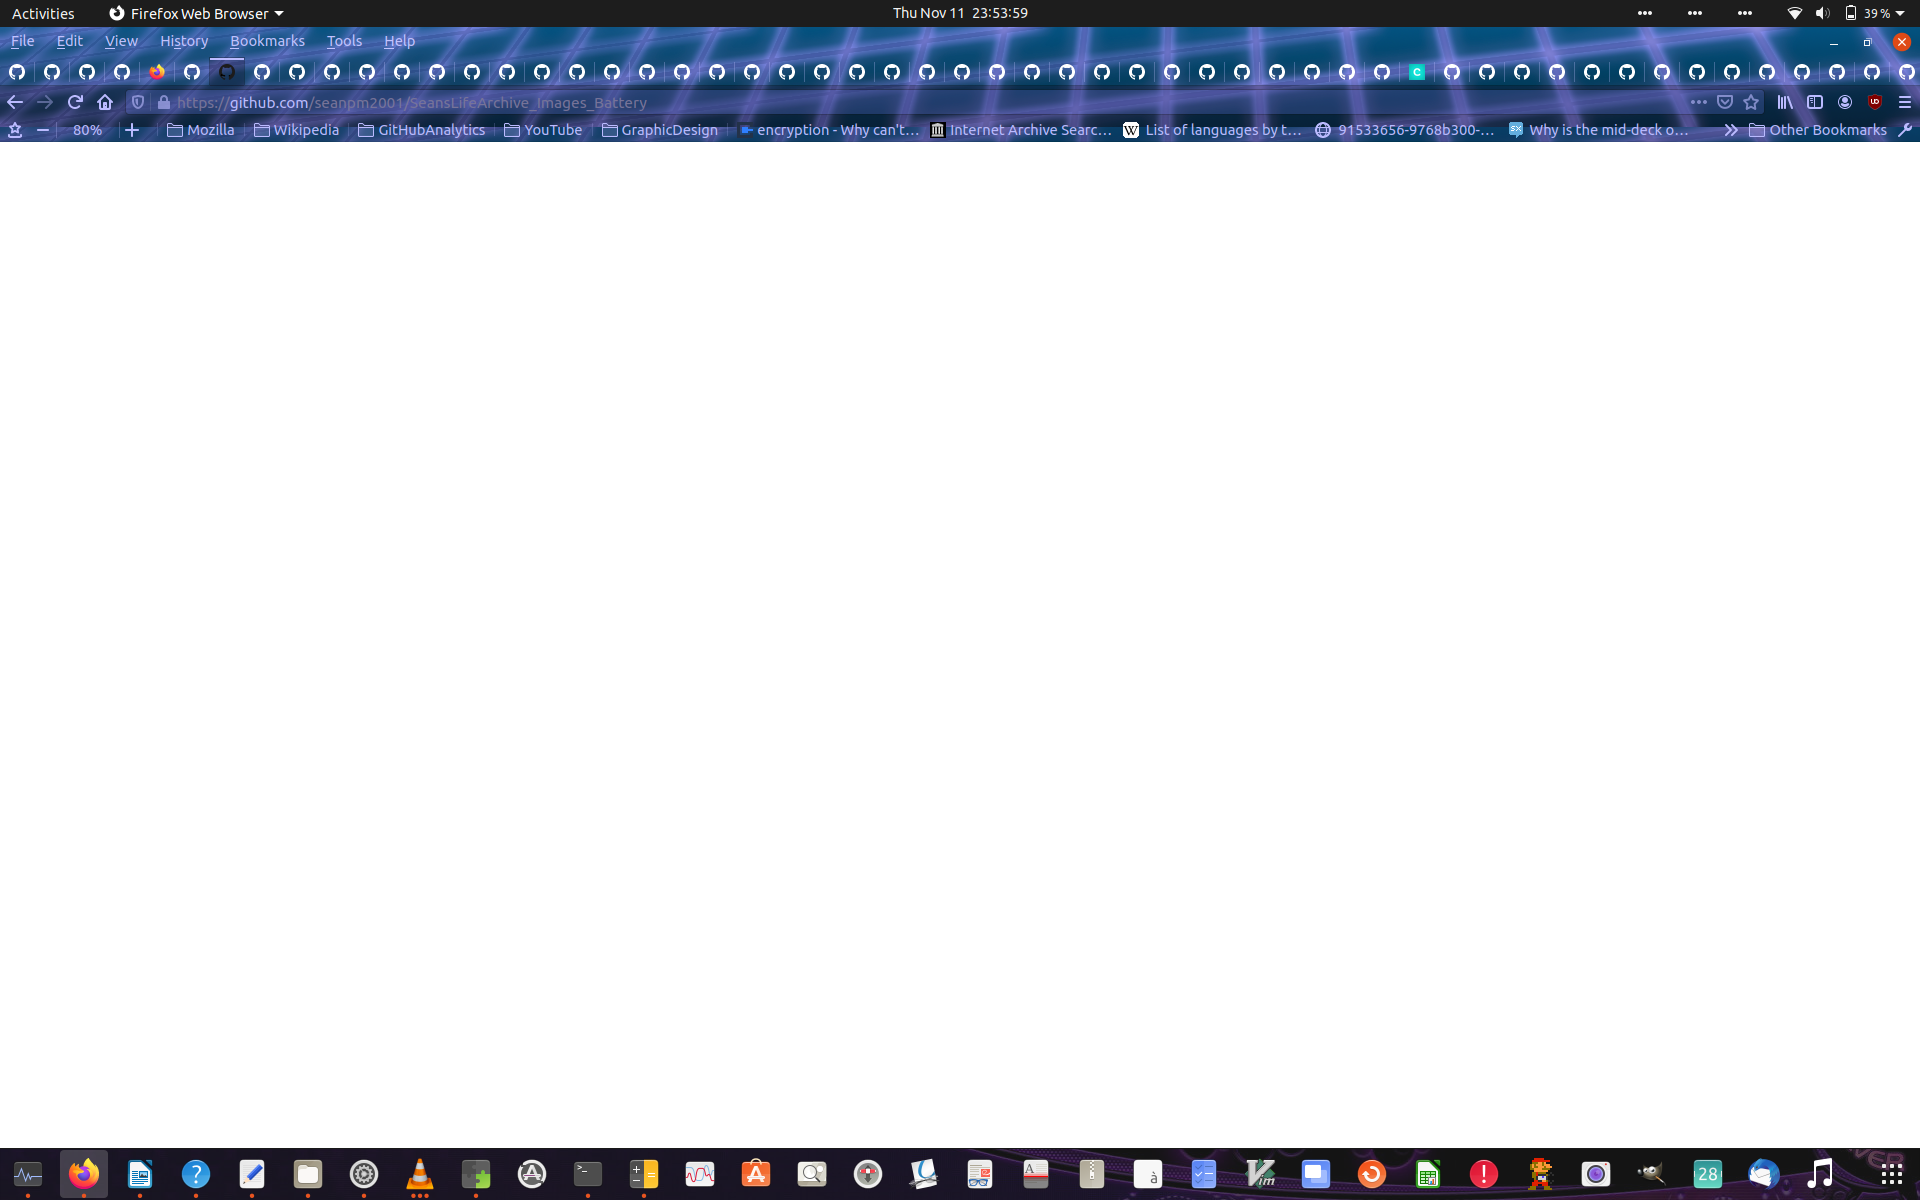 Activities Firefox Web Browser Thu Nov 11 23:53:59 39 %
File Edit View History Bookmarks Tools Help
https://github.com/seanpm2001/SeansLifeArchive_Images_Battery
80% Mozilla Wikipedia GitHubAnalytics YouTube GraphicDesign encryption - Why can't… Internet Archive Searc… List of languages by t… 91533656-9768b300-… Why is the mid-deck o… Other Bookmarks
28